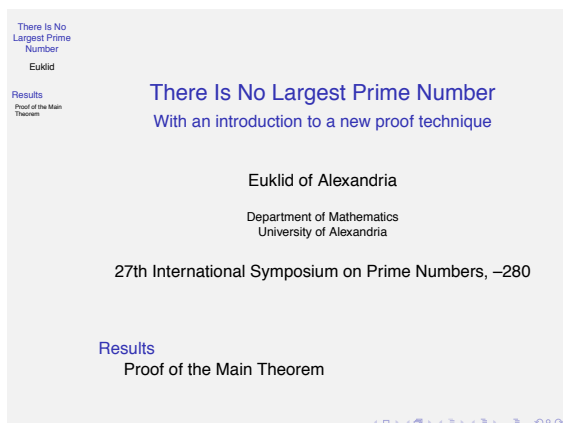 There Is No
Largest Prime
Number
Euklid
Results
Proof of the Main
Theorem
There Is No Largest Prime Number
With an introduction to a new proof technique
Euklid of Alexandria
Department of Mathematics
University of Alexandria
27th International Symposium on Prime Numbers, –280
Results
Proof of the Main Theorem